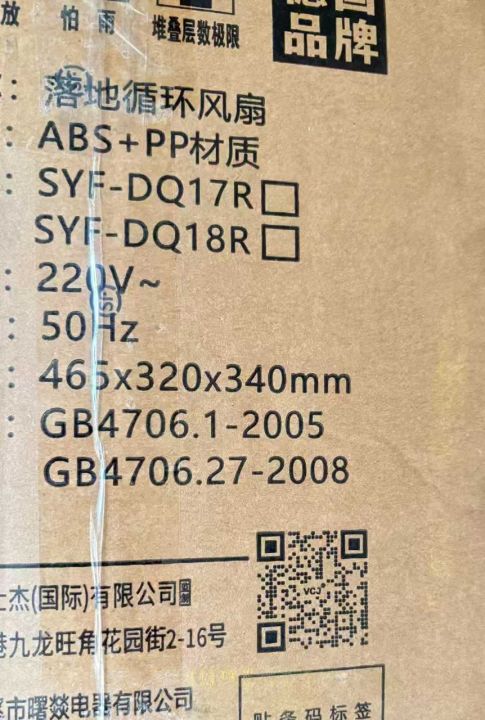 放 怕 雨 堆叠层数极限
品牌
: 落地循环风扇
: ABS+PP材质
: SYF-DQ17R□
SYF-DQ18R□
: 220V~
: 50Hz
: 465x320x340mm
: GB4706.1-2005
GB4706.27-2008
VCJ
杰(国际)有限公司
港九龙旺角花园街2-16号
市曙燚电器有限公司
贴条码标签